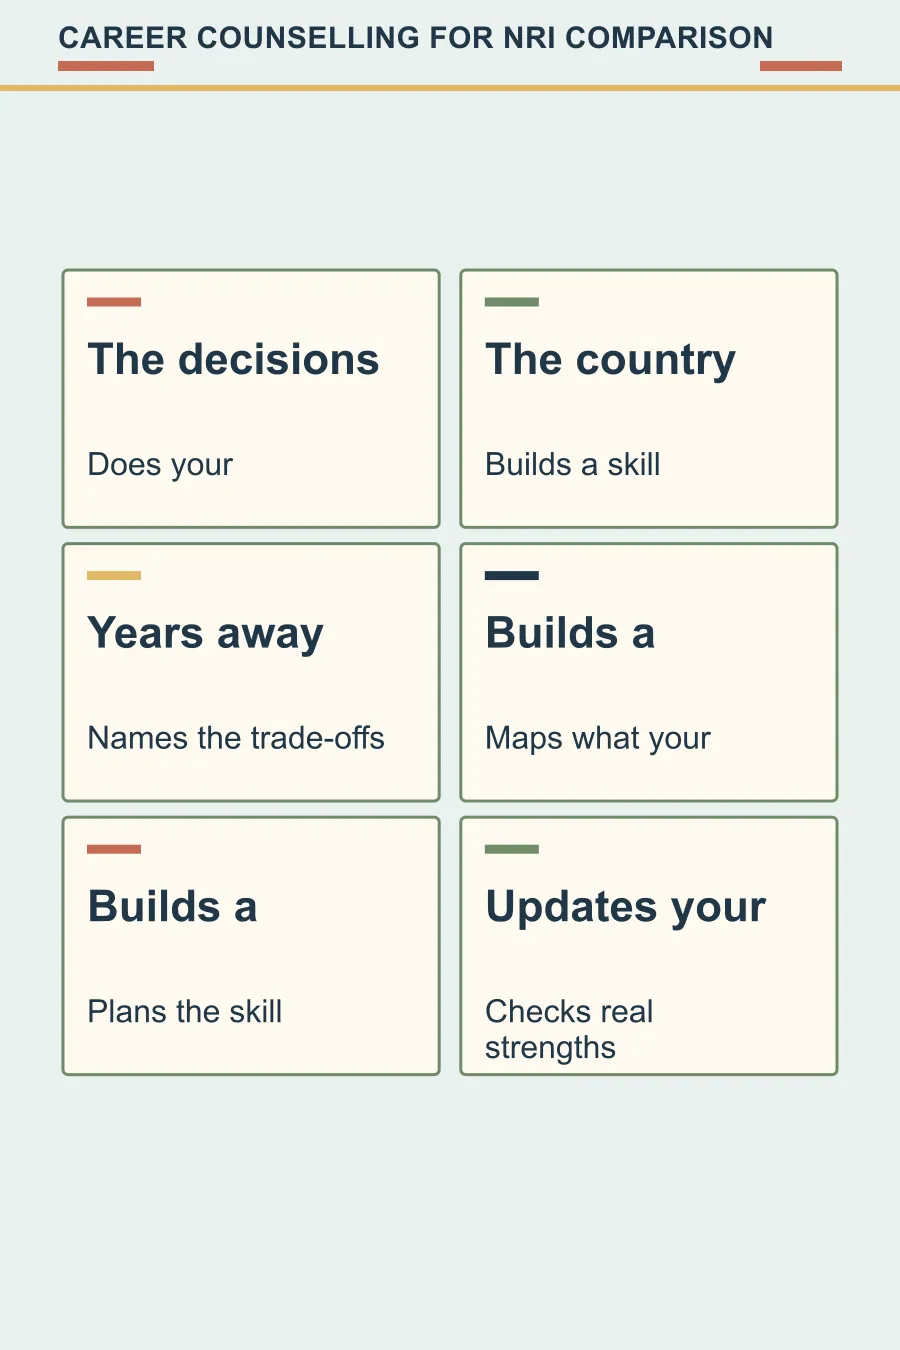 CAREER COUNSELLING FOR NRI COMPARISON
The decisions
Does your
The country
Builds a skill
Years away
Names the trade-offs
Builds a
Maps what your
Builds a
Plans the skill
Updates your
Checks real
strengths